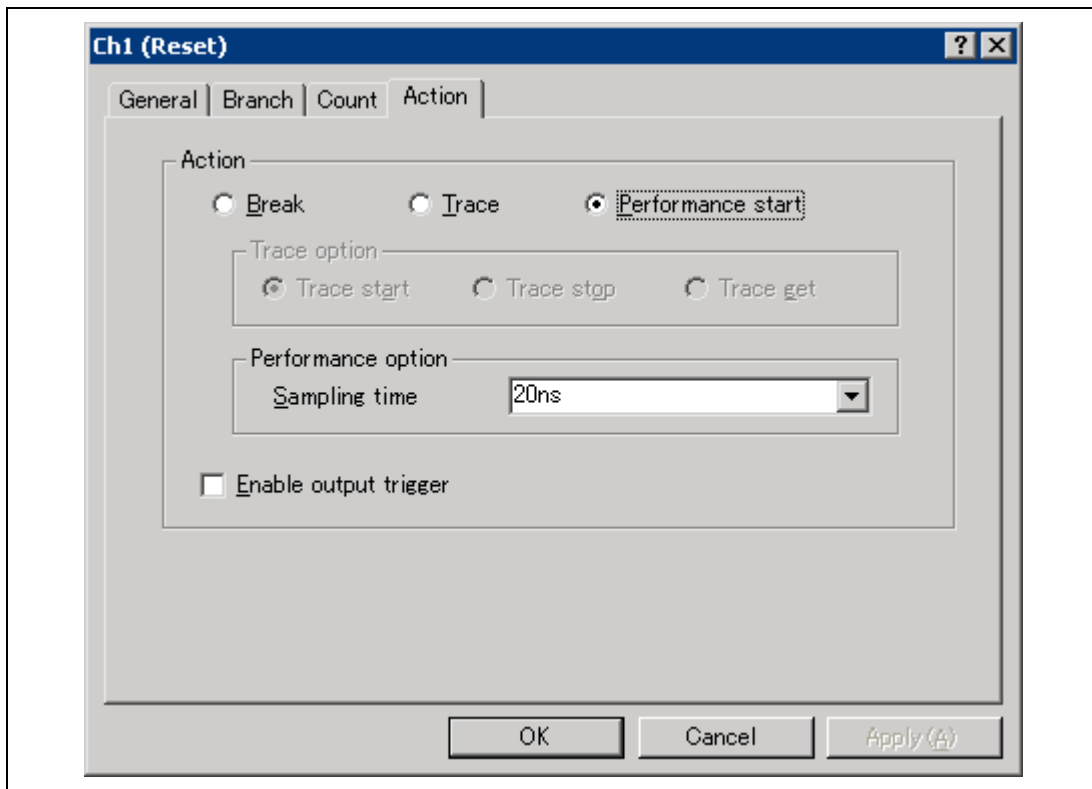 Ch1 (Reset)
General Branch Count Action
Action
Break Trace Performance start
Trace option
Trace start Trace stop Trace get
Performance option
Sampling time 20ns
Enable output trigger
OK Cancel Apply(A)